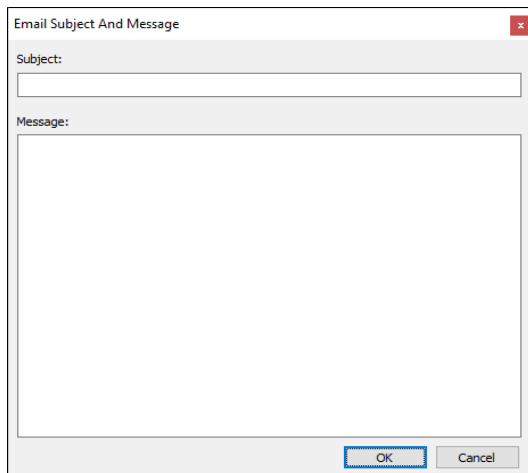 Email Subject And Message
x
Subject:
Message:
OK
Cancel